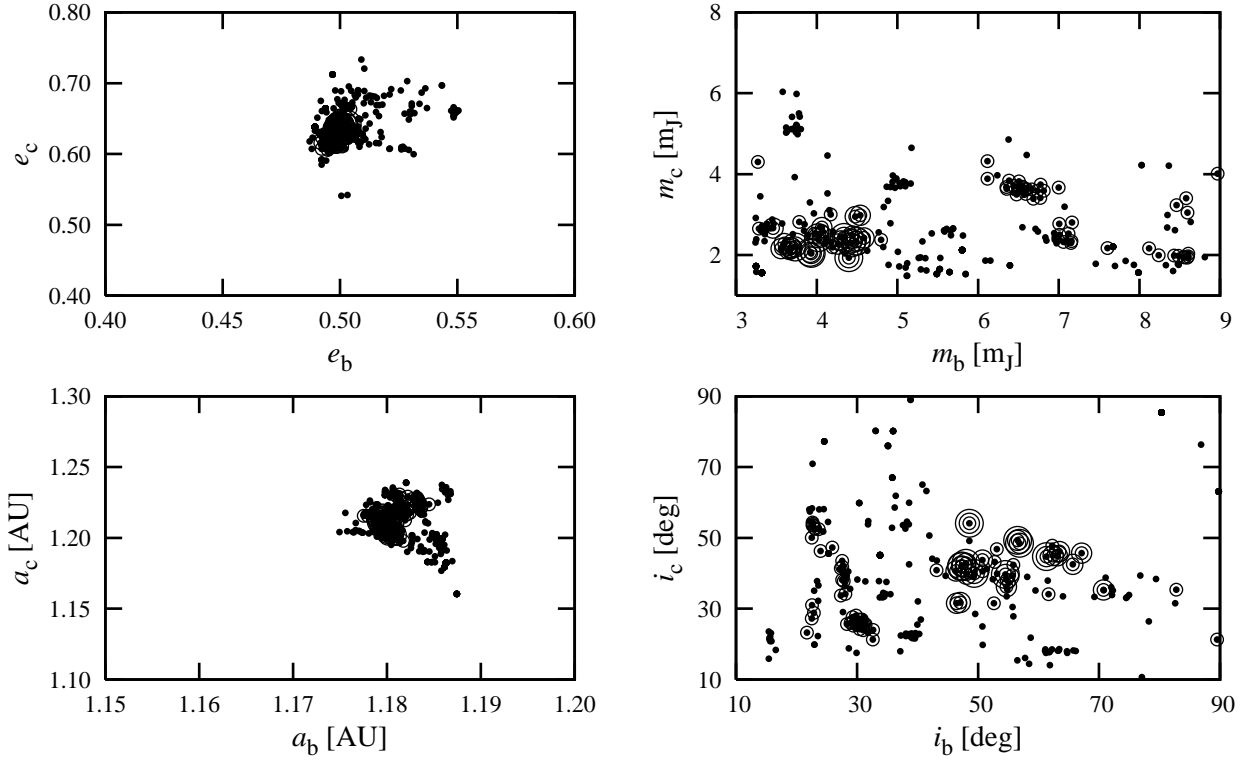 0.80
0.70
e_c
0.60
0.50
0.40
0.40 0.45 0.50 0.55 0.60
e_b
8
6
m_c [m_J]
4
2
3 4 5 6 7 8 9
m_b [m_J]
1.30
1.25
a_c [AU]
1.20
1.15
1.10
1.15 1.16 1.17 1.18 1.19 1.20
a_b [AU]
90
70
i_c [deg]
50
30
10
10 30 50 70 90
i_b [deg]